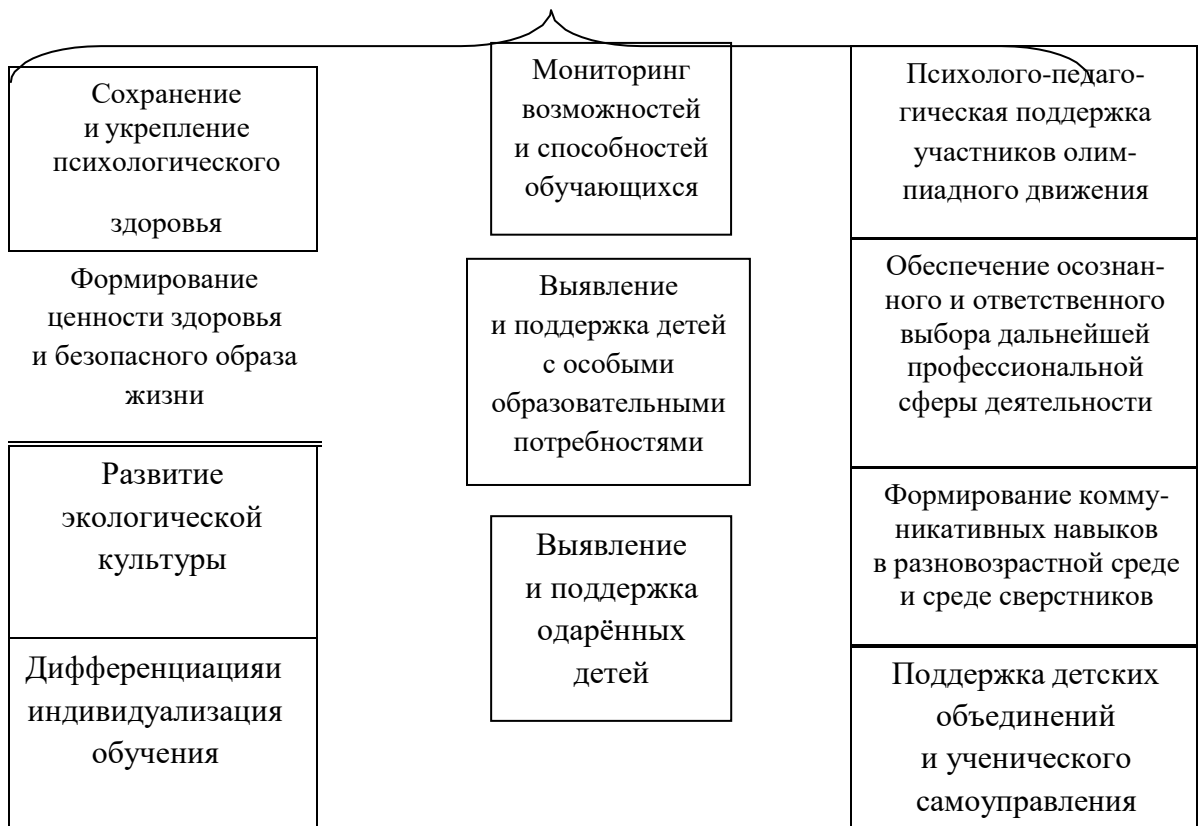 Сохранение
и укрепление
психологического
здоровья
Формирование
ценности здоровья
и безопасного образа
жизни
Развитие
экологической
культуры
Дифференциацияи
индивидуализация
обучения
Мониторинг
возможностей
и способностей
обучающихся
Выявление
и поддержка детей
с особыми
образовательными
потребностями
Выявление
и поддержка
одарённых
детей
Психолого-педаго-
гическая поддержка
участников олим-
пиадного движения
Обеспечение осознан-
ного и ответственного
выбора дальнейшей
профессиональной
сферы деятельности
Формирование комму-
никативных навыков
в разновозрастной среде
и среде сверстников
Поддержка детских
объединений
и ученического
самоуправления